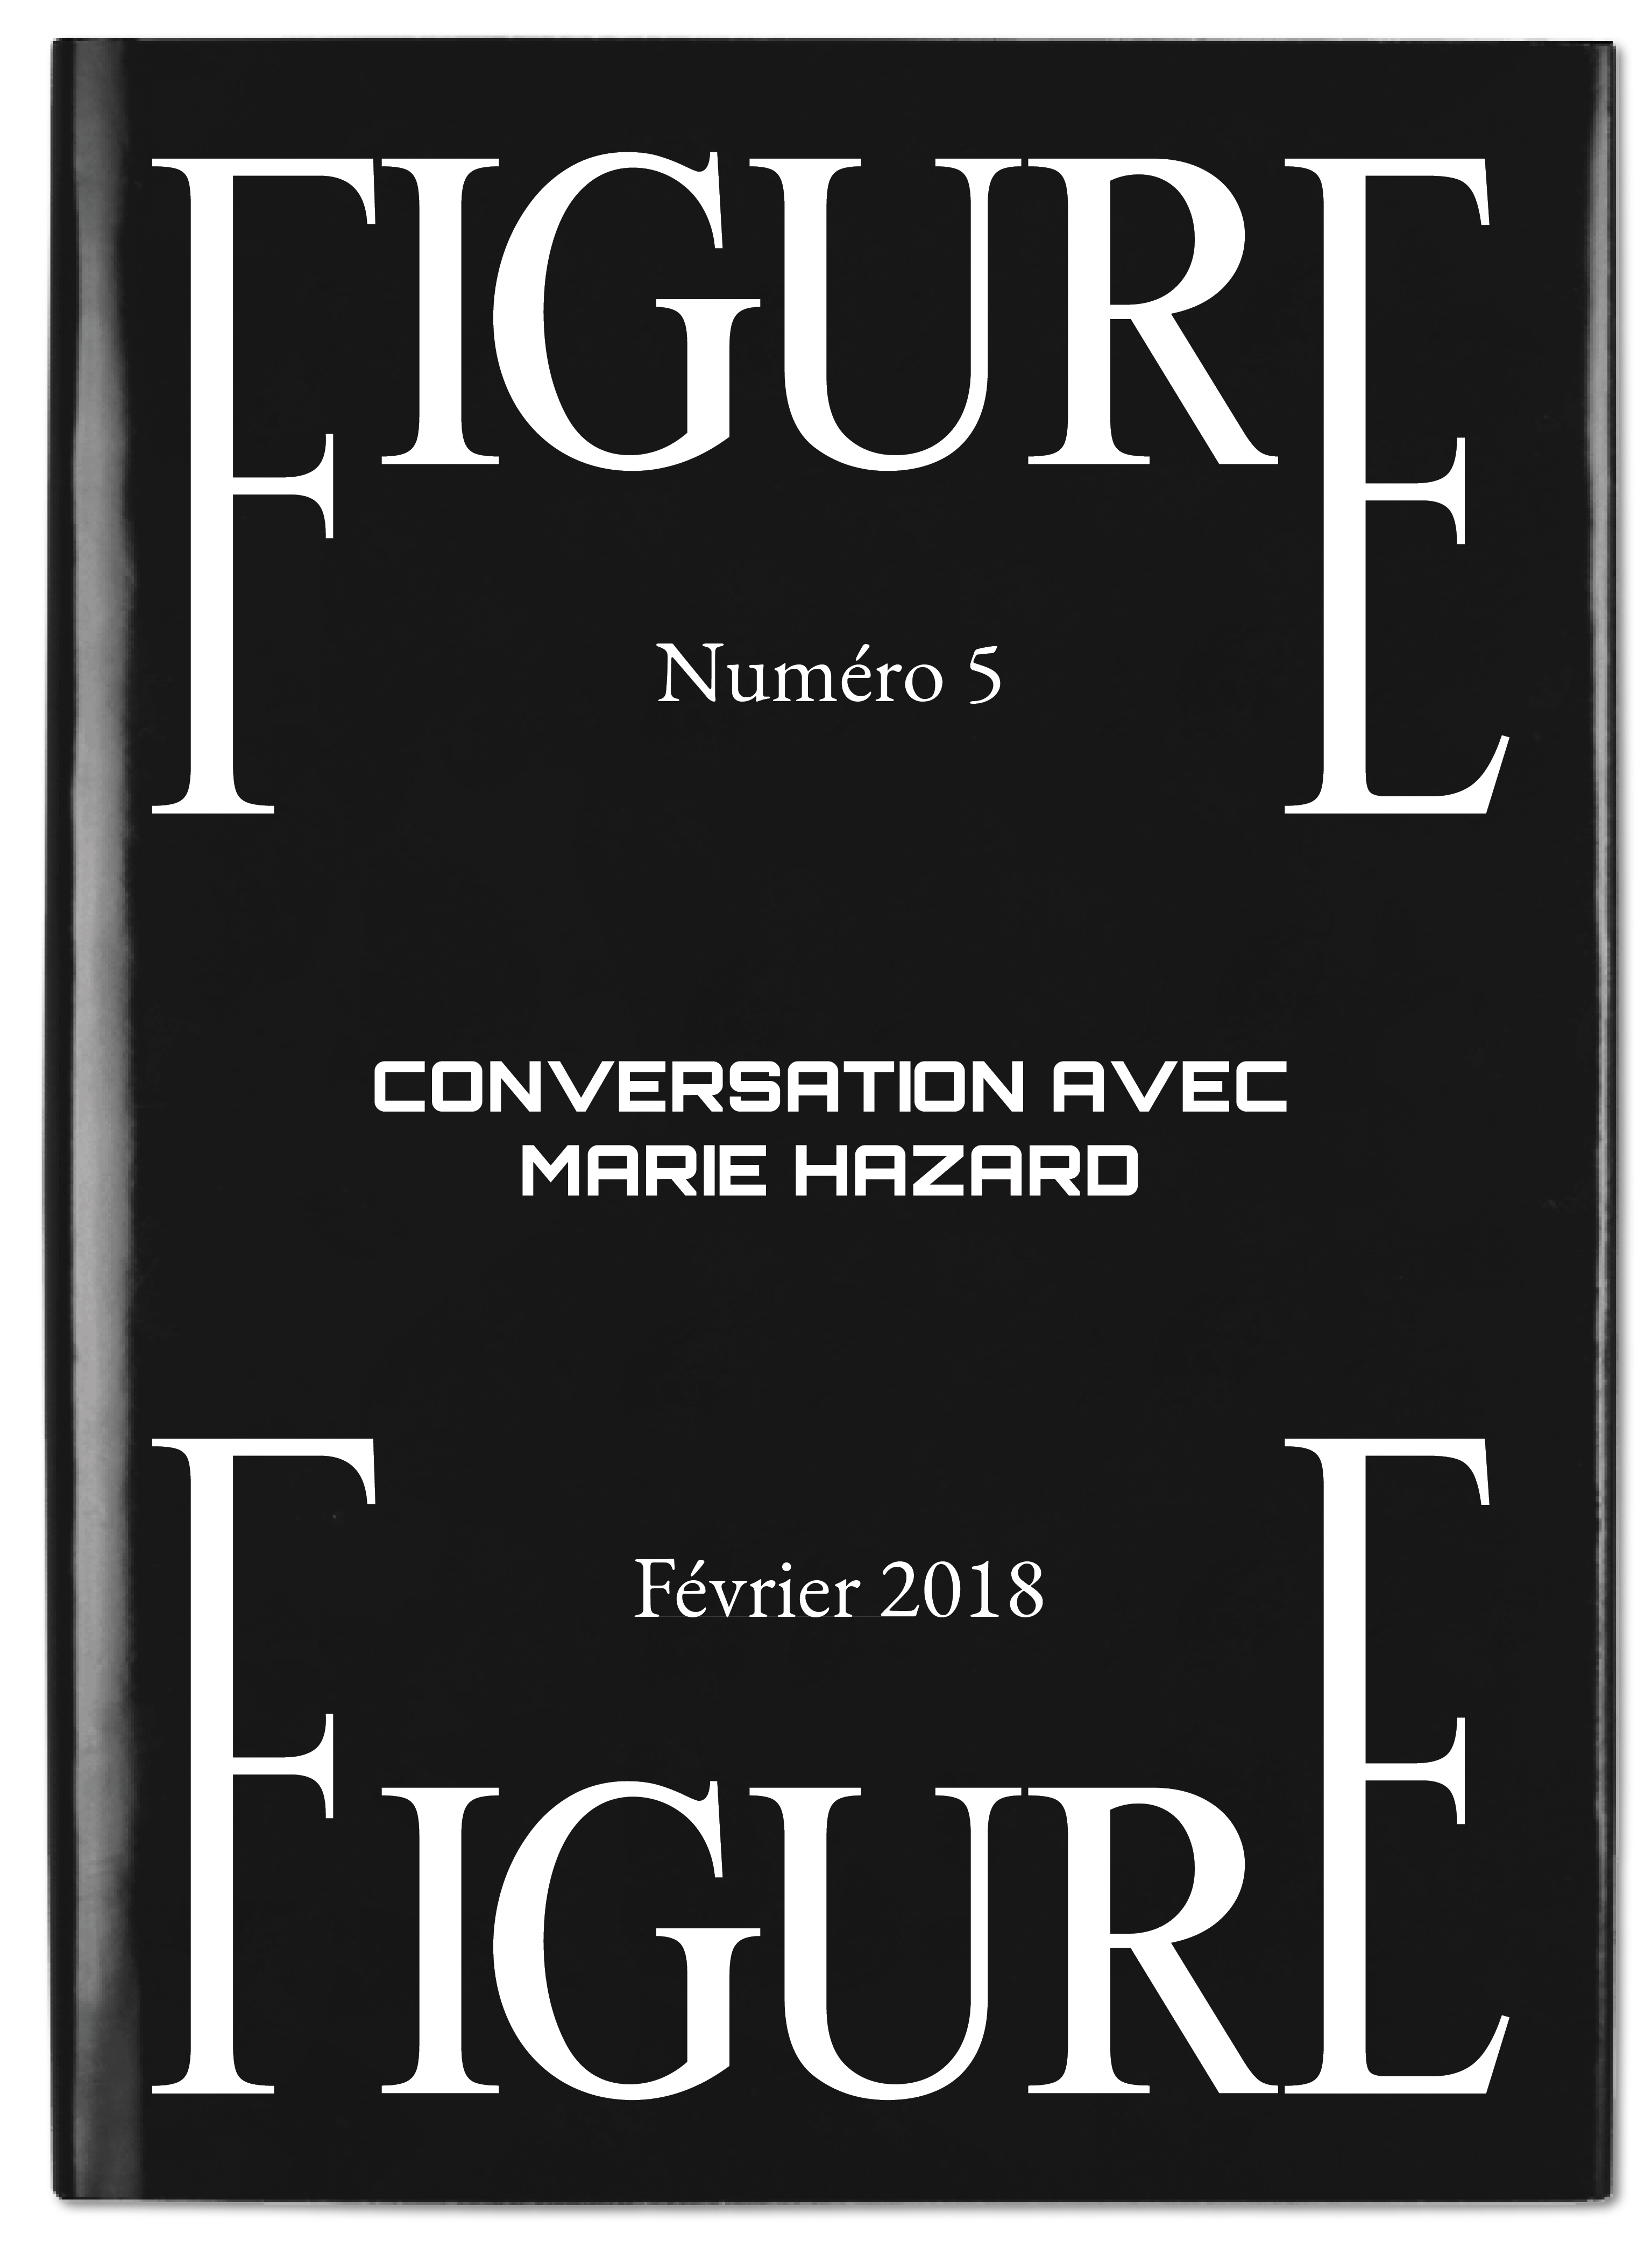 FIGURE
Numéro 5
CONVERSATION AVEC
MARIE HAZARD
Février 2018
FIGURE